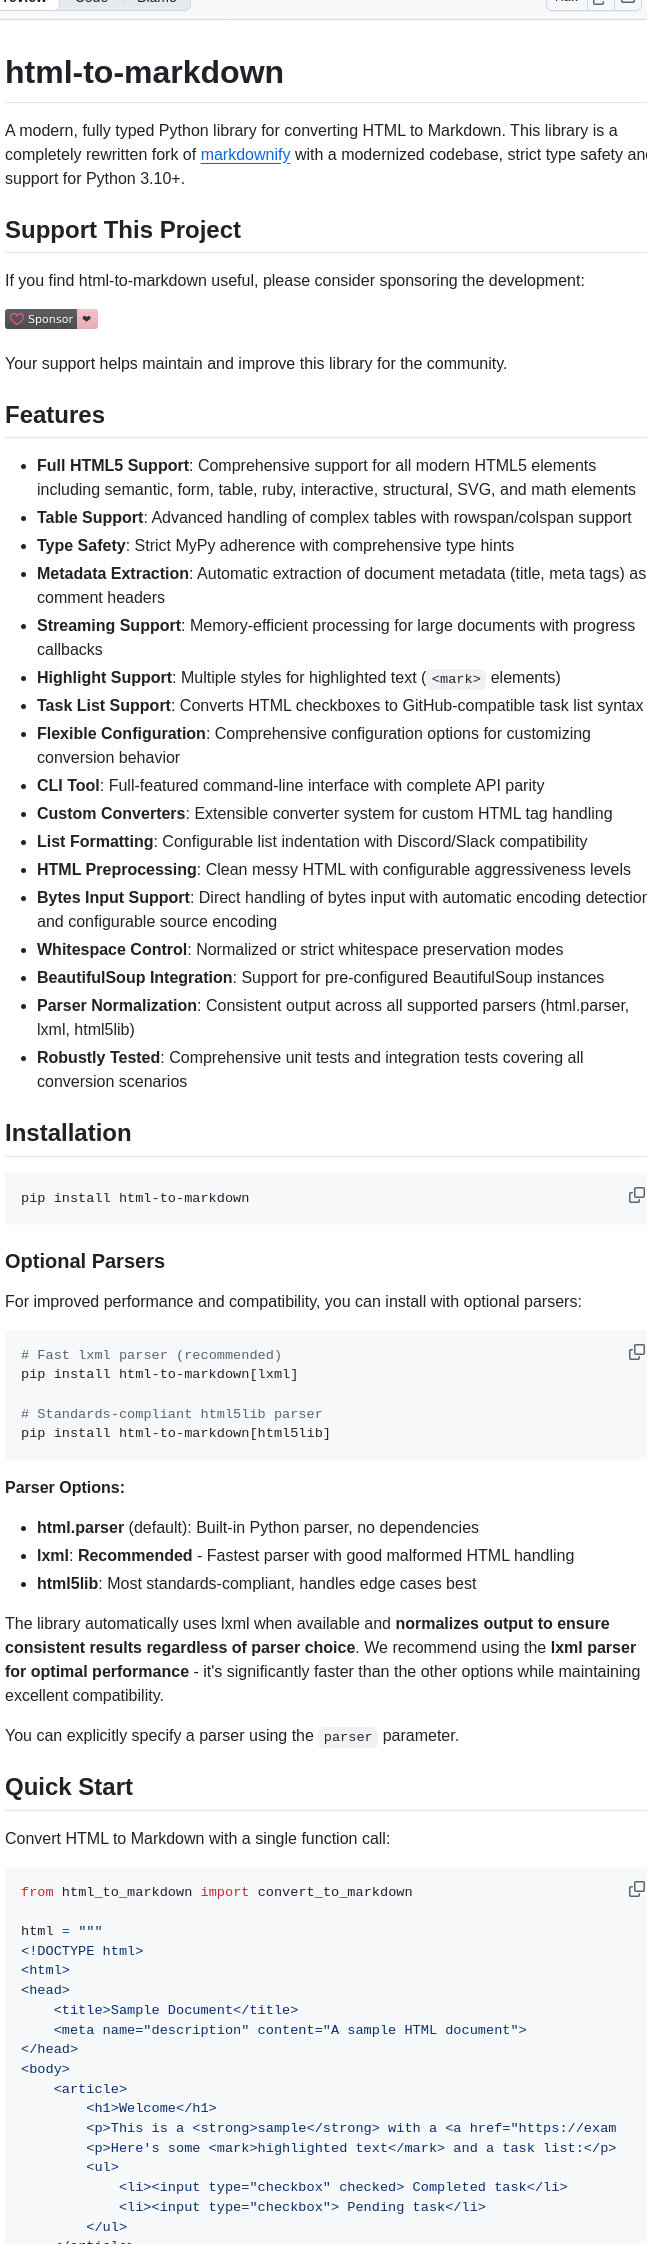 html-to-markdown
A modern, fully typed Python library for converting HTML to Markdown. This library is a
completely rewritten fork of markdownify with a modernized codebase, strict type safety and
support for Python 3.10+.
Support This Project
If you find html-to-markdown useful, please consider sponsoring the development:
Sponsor ❤
Your support helps maintain and improve this library for the community.
Features
• Full HTML5 Support: Comprehensive support for all modern HTML5 elements
including semantic, form, table, ruby, interactive, structural, SVG, and math elements
• Table Support: Advanced handling of complex tables with rowspan/colspan support
• Type Safety: Strict MyPy adherence with comprehensive type hints
• Metadata Extraction: Automatic extraction of document metadata (title, meta tags) as
comment headers
• Streaming Support: Memory-efficient processing for large documents with progress
callbacks
• Highlight Support: Multiple styles for highlighted text (<mark> elements)
• Task List Support: Converts HTML checkboxes to GitHub-compatible task list syntax
• Flexible Configuration: Comprehensive configuration options for customizing
conversion behavior
• CLI Tool: Full-featured command-line interface with complete API parity
• Custom Converters: Extensible converter system for custom HTML tag handling
• List Formatting: Configurable list indentation with Discord/Slack compatibility
• HTML Preprocessing: Clean messy HTML with configurable aggressiveness levels
• Bytes Input Support: Direct handling of bytes input with automatic encoding detection
and configurable source encoding
• Whitespace Control: Normalized or strict whitespace preservation modes
• BeautifulSoup Integration: Support for pre-configured BeautifulSoup instances
• Parser Normalization: Consistent output across all supported parsers (html.parser,
lxml, html5lib)
• Robustly Tested: Comprehensive unit tests and integration tests covering all
conversion scenarios
Installation
pip install html-to-markdown
Optional Parsers
For improved performance and compatibility, you can install with optional parsers:
# Fast lxml parser (recommended)
pip install html-to-markdown[lxml]
# Standards-compliant html5lib parser
pip install html-to-markdown[html5lib]
Parser Options:
• html.parser (default): Built-in Python parser, no dependencies
• lxml: Recommended - Fastest parser with good malformed HTML handling
• html5lib: Most standards-compliant, handles edge cases best
The library automatically uses lxml when available and normalizes output to ensure
consistent results regardless of parser choice. We recommend using the lxml parser
for optimal performance - it's significantly faster than the other options while maintaining
excellent compatibility.
You can explicitly specify a parser using the parser parameter.
Quick Start
Convert HTML to Markdown with a single function call:
from html_to_markdown import convert_to_markdown
html = """
<!DOCTYPE html>
<html>
<head>
    <title>Sample Document</title>
    <meta name="description" content="A sample HTML document">
</head>
<body>
    <article>
        <h1>Welcome</h1>
        <p>This is a <strong>sample</strong> with a <a href="https://exam
        <p>Here's some <mark>highlighted text</mark> and a task list:</p>
        <ul>
            <li><input type="checkbox" checked> Completed task</li>
            <li><input type="checkbox"> Pending task</li>
        </ul>